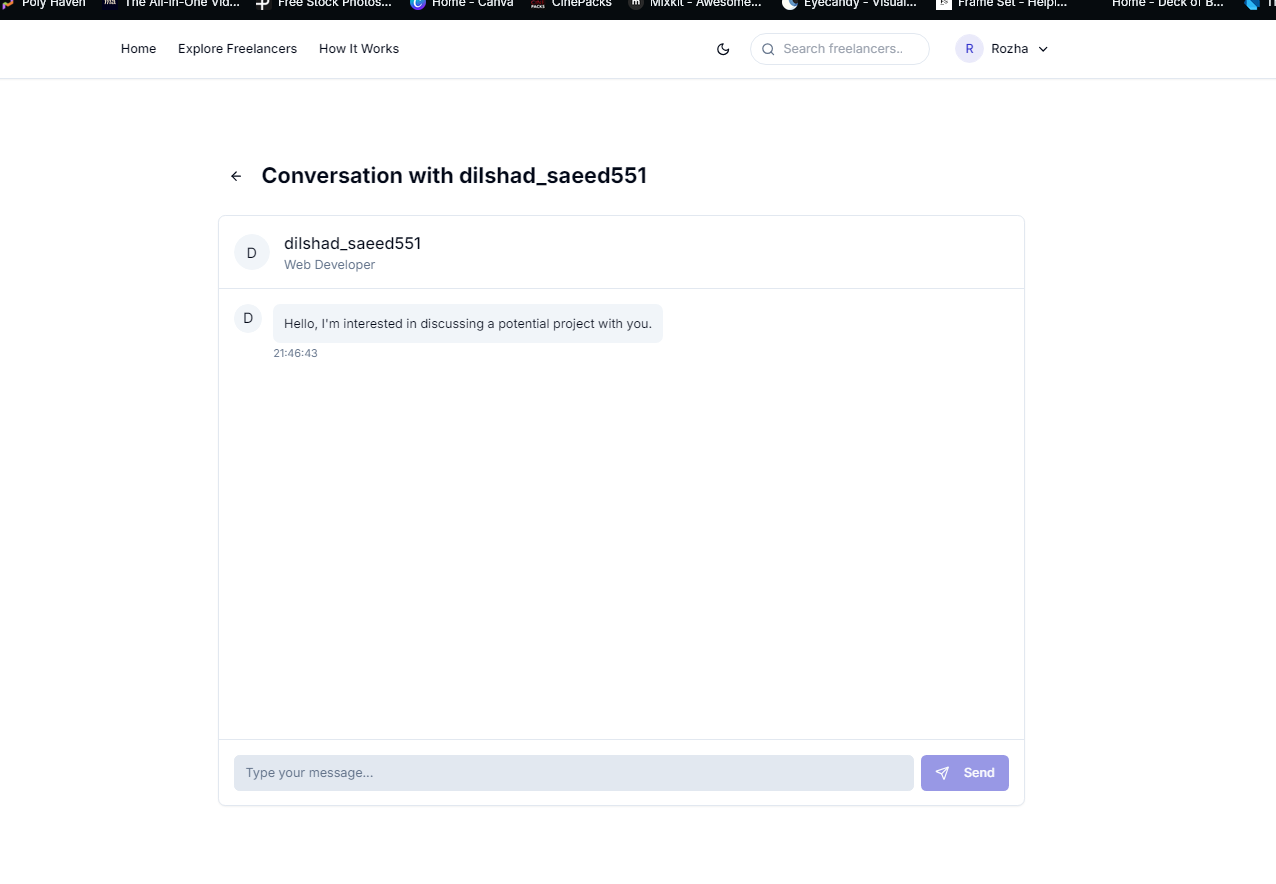 Poly Haven The All-in-One Vid... Free Stock Photos... Home - Canva CinePacks Mixkit - Awesome... Eyecandy - Visual... Frame Set - Helpi... Home - Deck of B...
Home Explore Freelancers How It Works Search freelancers.. R Rozha
Conversation with dilshad_saeed551
D
dilshad_saeed551
Web Developer
D
Hello, I'm interested in discussing a potential project with you.
21:46:43
Type your message...
Send